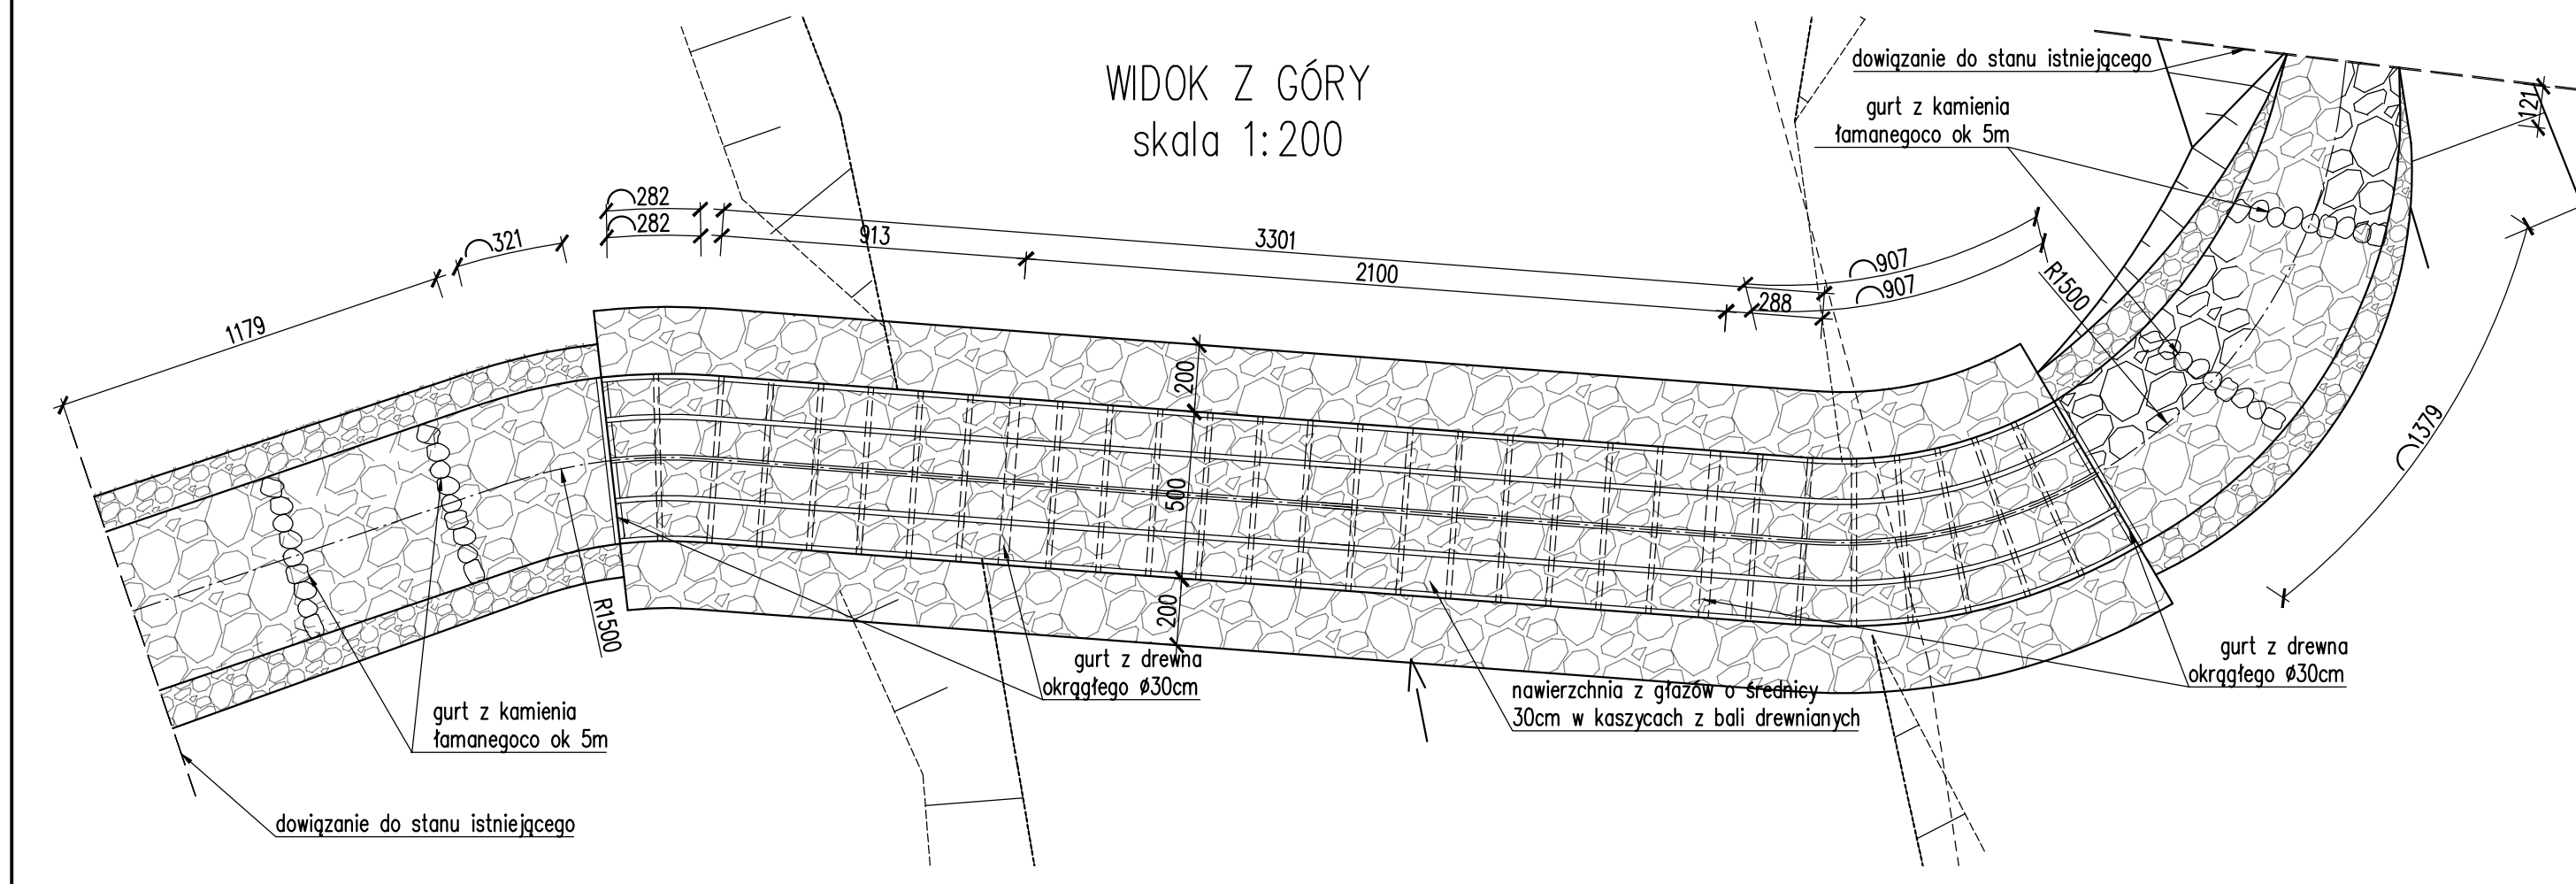 WIDOK Z GÓRY
skala 1:200
dowiązanie do stanu istniejącego
gurt z kamienia
łamanegoco ok 5m
121
282
282
321
1179
913
3301
2100
288
907
907
R1500
1379
200
500
200
R1500
gurt z drewna
okrągłego ø30cm
gurt z drewna
okrągłego ø30cm
nawierzchnia z głazów o średnicy
30cm w kaszycach z bali drewnianych
gurt z kamienia
łamanegoco ok 5m
dowiązanie do stanu istniejącego